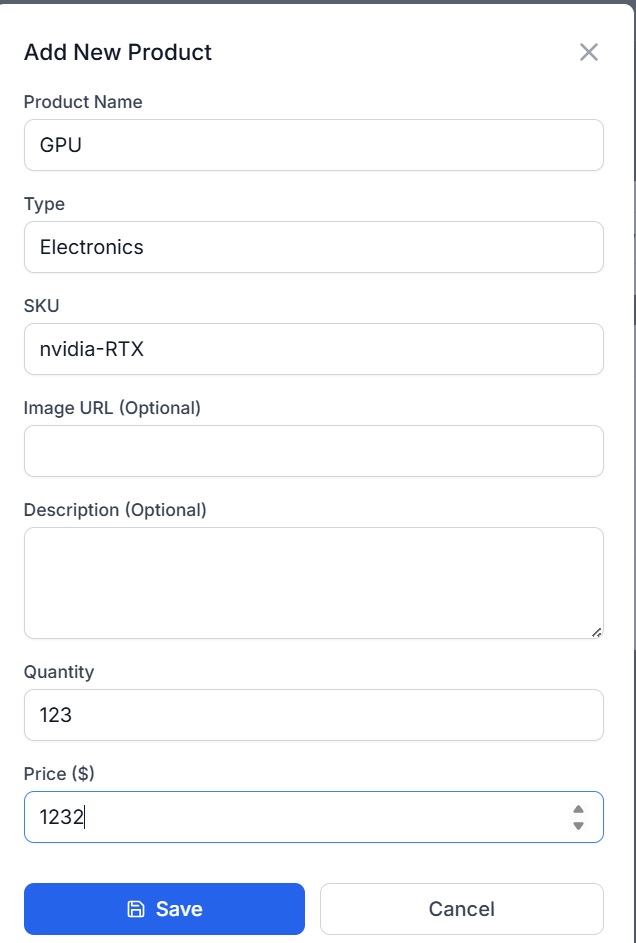 Add New Product
Product Name
GPU
Type
Electronics
SKU
nvidia-RTX
Image URL (Optional)
Description (Optional)
Quantity
123
Price ($)
1232
Save
Cancel